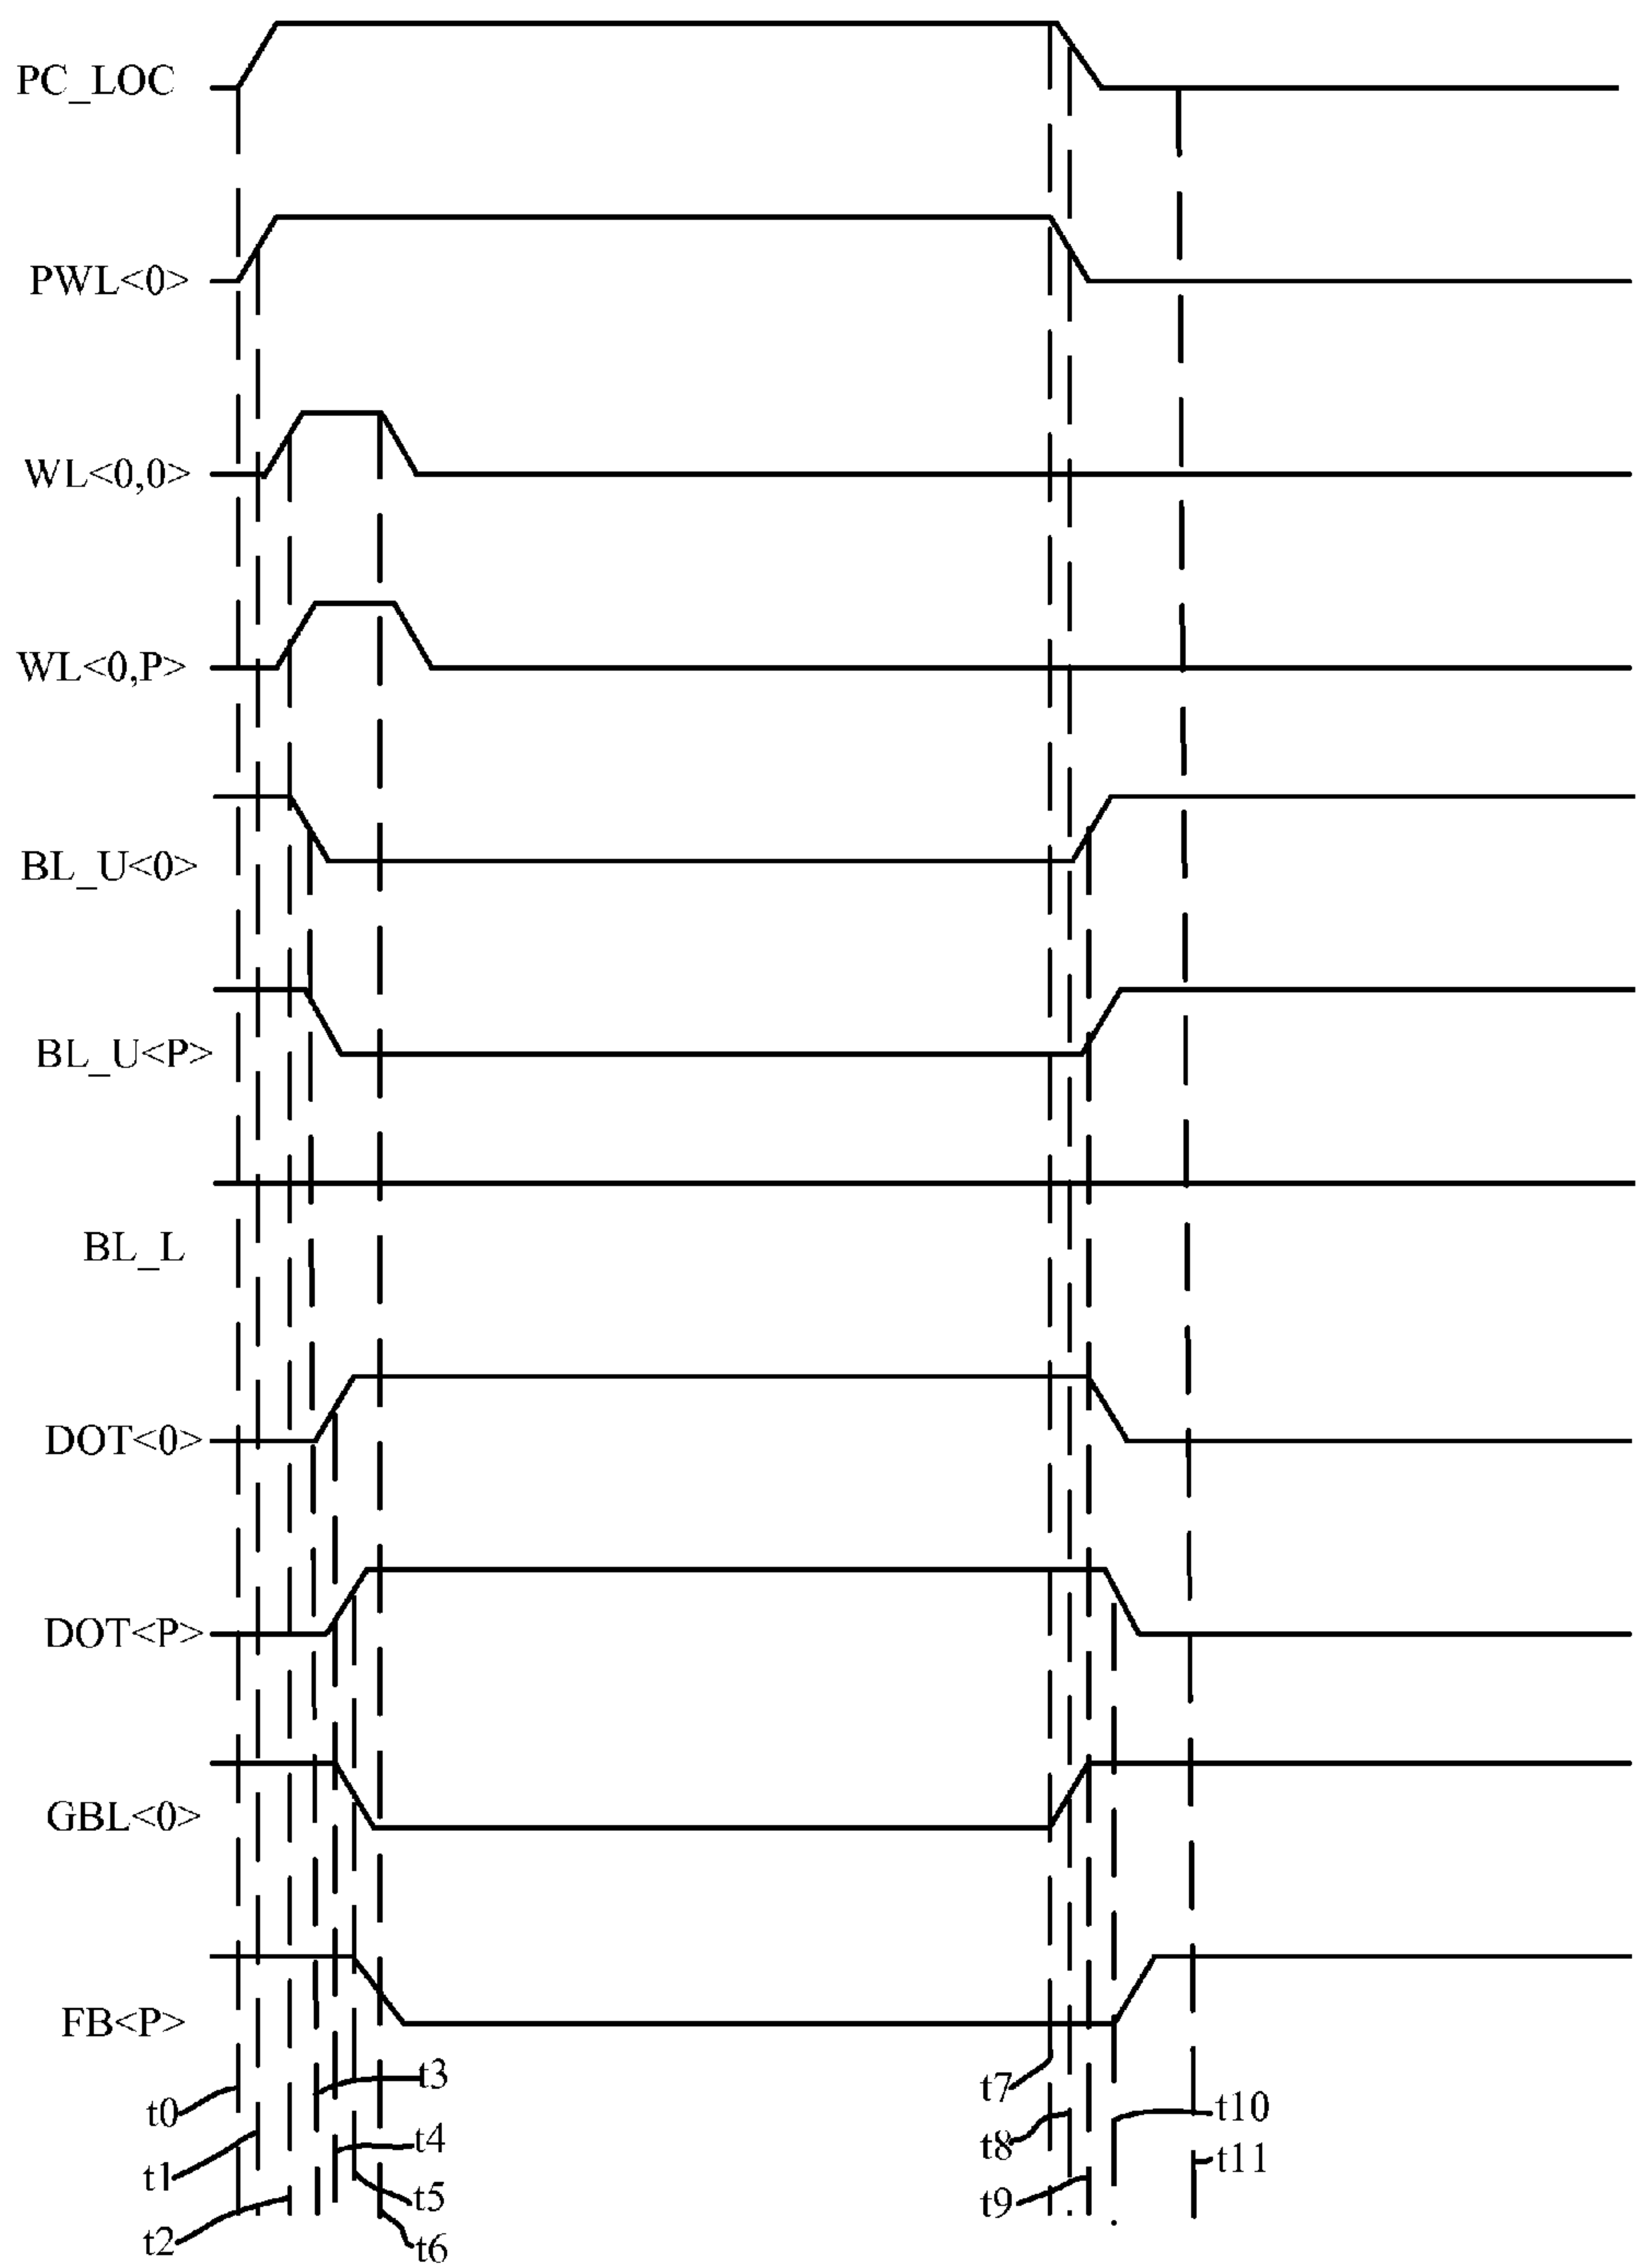 PC_LOC
PWL<0>
WL<0,0>
WL<0,P>
BL_U<0>
BL_U<P>
BL_L
DOT<0>
DOT<P>
GBL<0>
FB<P>
t0
t1
t2
t3
t4
t5
t6
t7
t8
t9
t10
t11